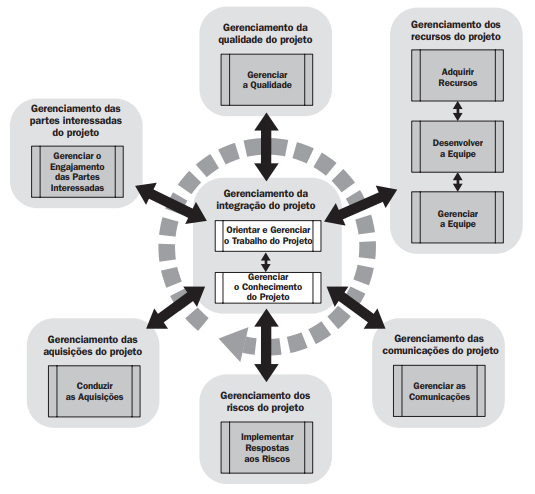 Gerenciamento da
qualidade do projeto
Gerenciar
a Qualidade
Gerenciamento dos
recursos do projeto
Adquirir
Recursos
Desenvolver
a Equipe
Gerenciar
a Equipe
Gerenciamento das
partes interessadas
do projeto
Gerenciar o
Engajamento
das Partes
Interessadas
Gerenciamento da
integração do projeto
Orientar e Gerenciar
o Trabalho do Projeto
Gerenciar
o Conhecimento
do Projeto
Gerenciamento das
aquisições do projeto
Conduzir
as Aquisições
Gerenciamento das
comunicações do projeto
Gerenciar as
Comunicações
Gerenciamento dos
riscos do projeto
Implementar
Respostas
aos Riscos